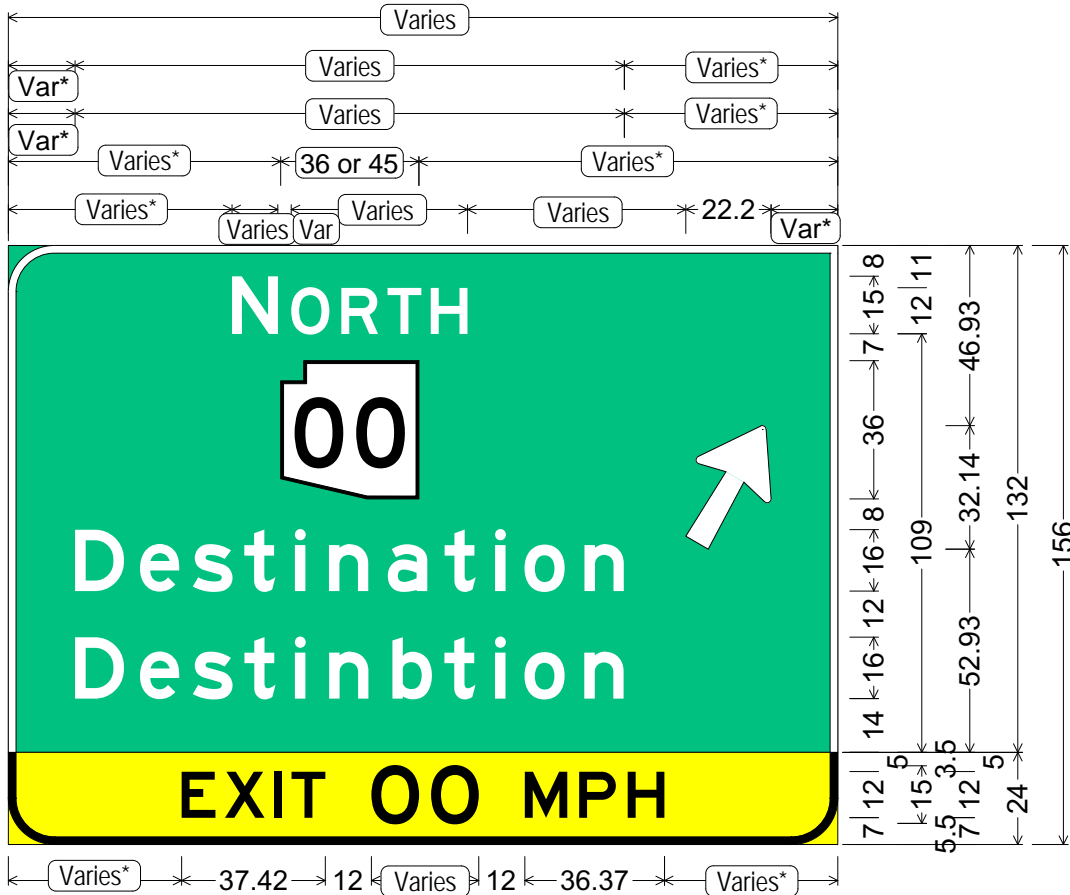 Varies
Varies Varies*
Var*
Varies Varies*
Var*
Varies* 36 or 45 Varies*
Varies* Varies Var Varies Varies 22.2 Var*
NORTH
00
Destination
Destinbtion
EXIT 00 MPH
8
15
7
36
8
16
12
16
14
11
12
109
46.93
32.14
52.93
132
156
5
3.5
5
12
15
12
24
7
5.5
7
Varies* 37.42 12 Varies 12 36.37 Varies*